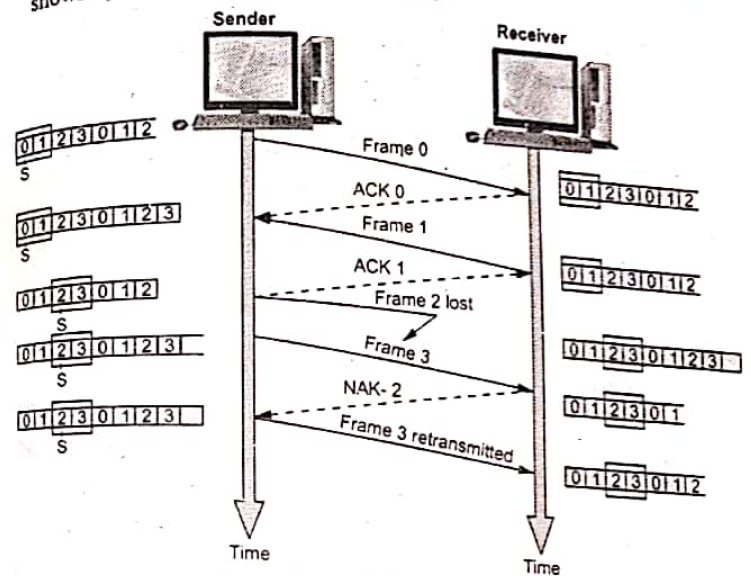 Sender
Receiver
0 1 2 3 0 1 2
S
Frame 0
ACK 0
0 1 2 3 0 1 2
0 1 2 3 0 1 2 3
S
Frame 1
ACK 1
0 1 2 3 0 1 2
0 1 2 3 0 1 2
S
Frame 2 lost
0 1 2 3 0 1 2 3
S
Frame 3
0 1 2 3 0 1 2 3
NAK- 2
0 1 2 3 0 1
0 1 2 3 0 1 2 3
S
Frame 3 retransmitted
0 1 2 3 0 1 2
Time
Time